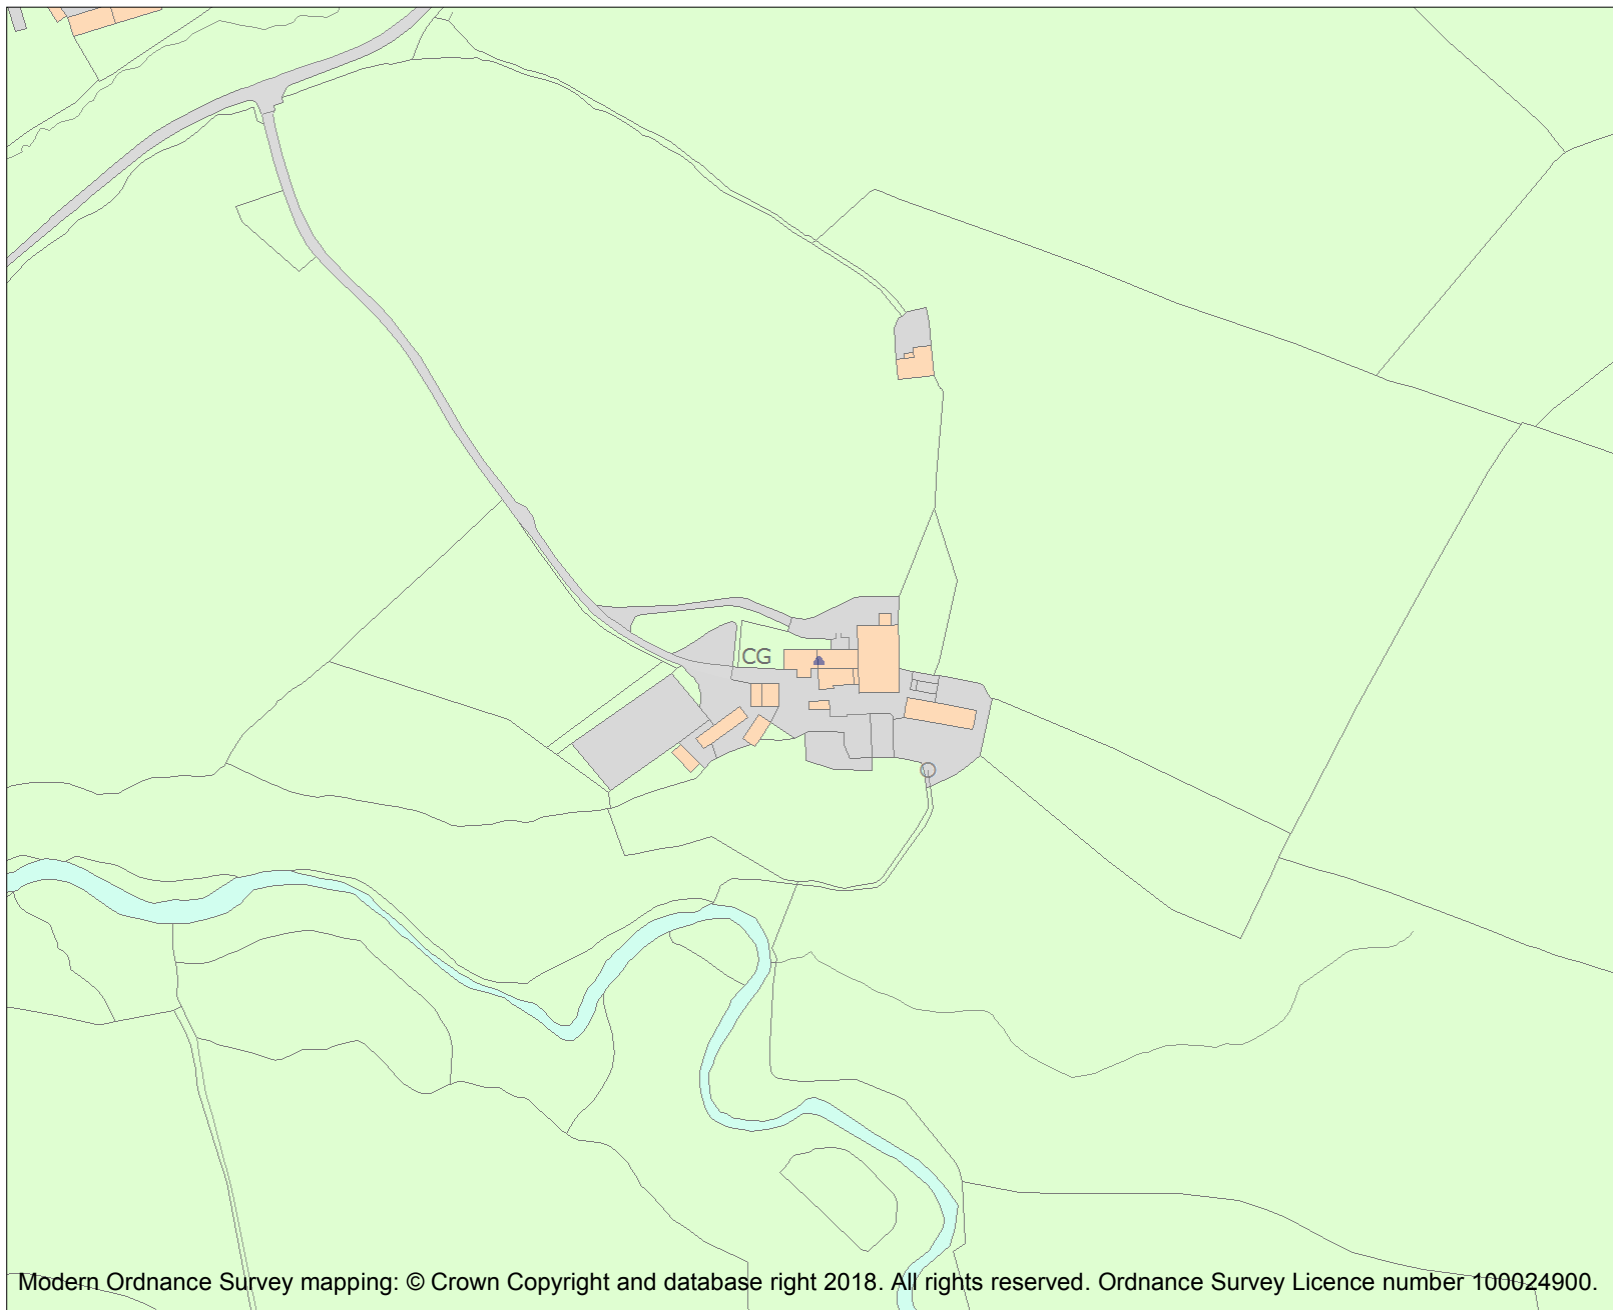 CG
Modern Ordnance Survey mapping: © Crown Copyright and database right 2018. All rights reserved. Ordnance Survey Licence number 100024900.